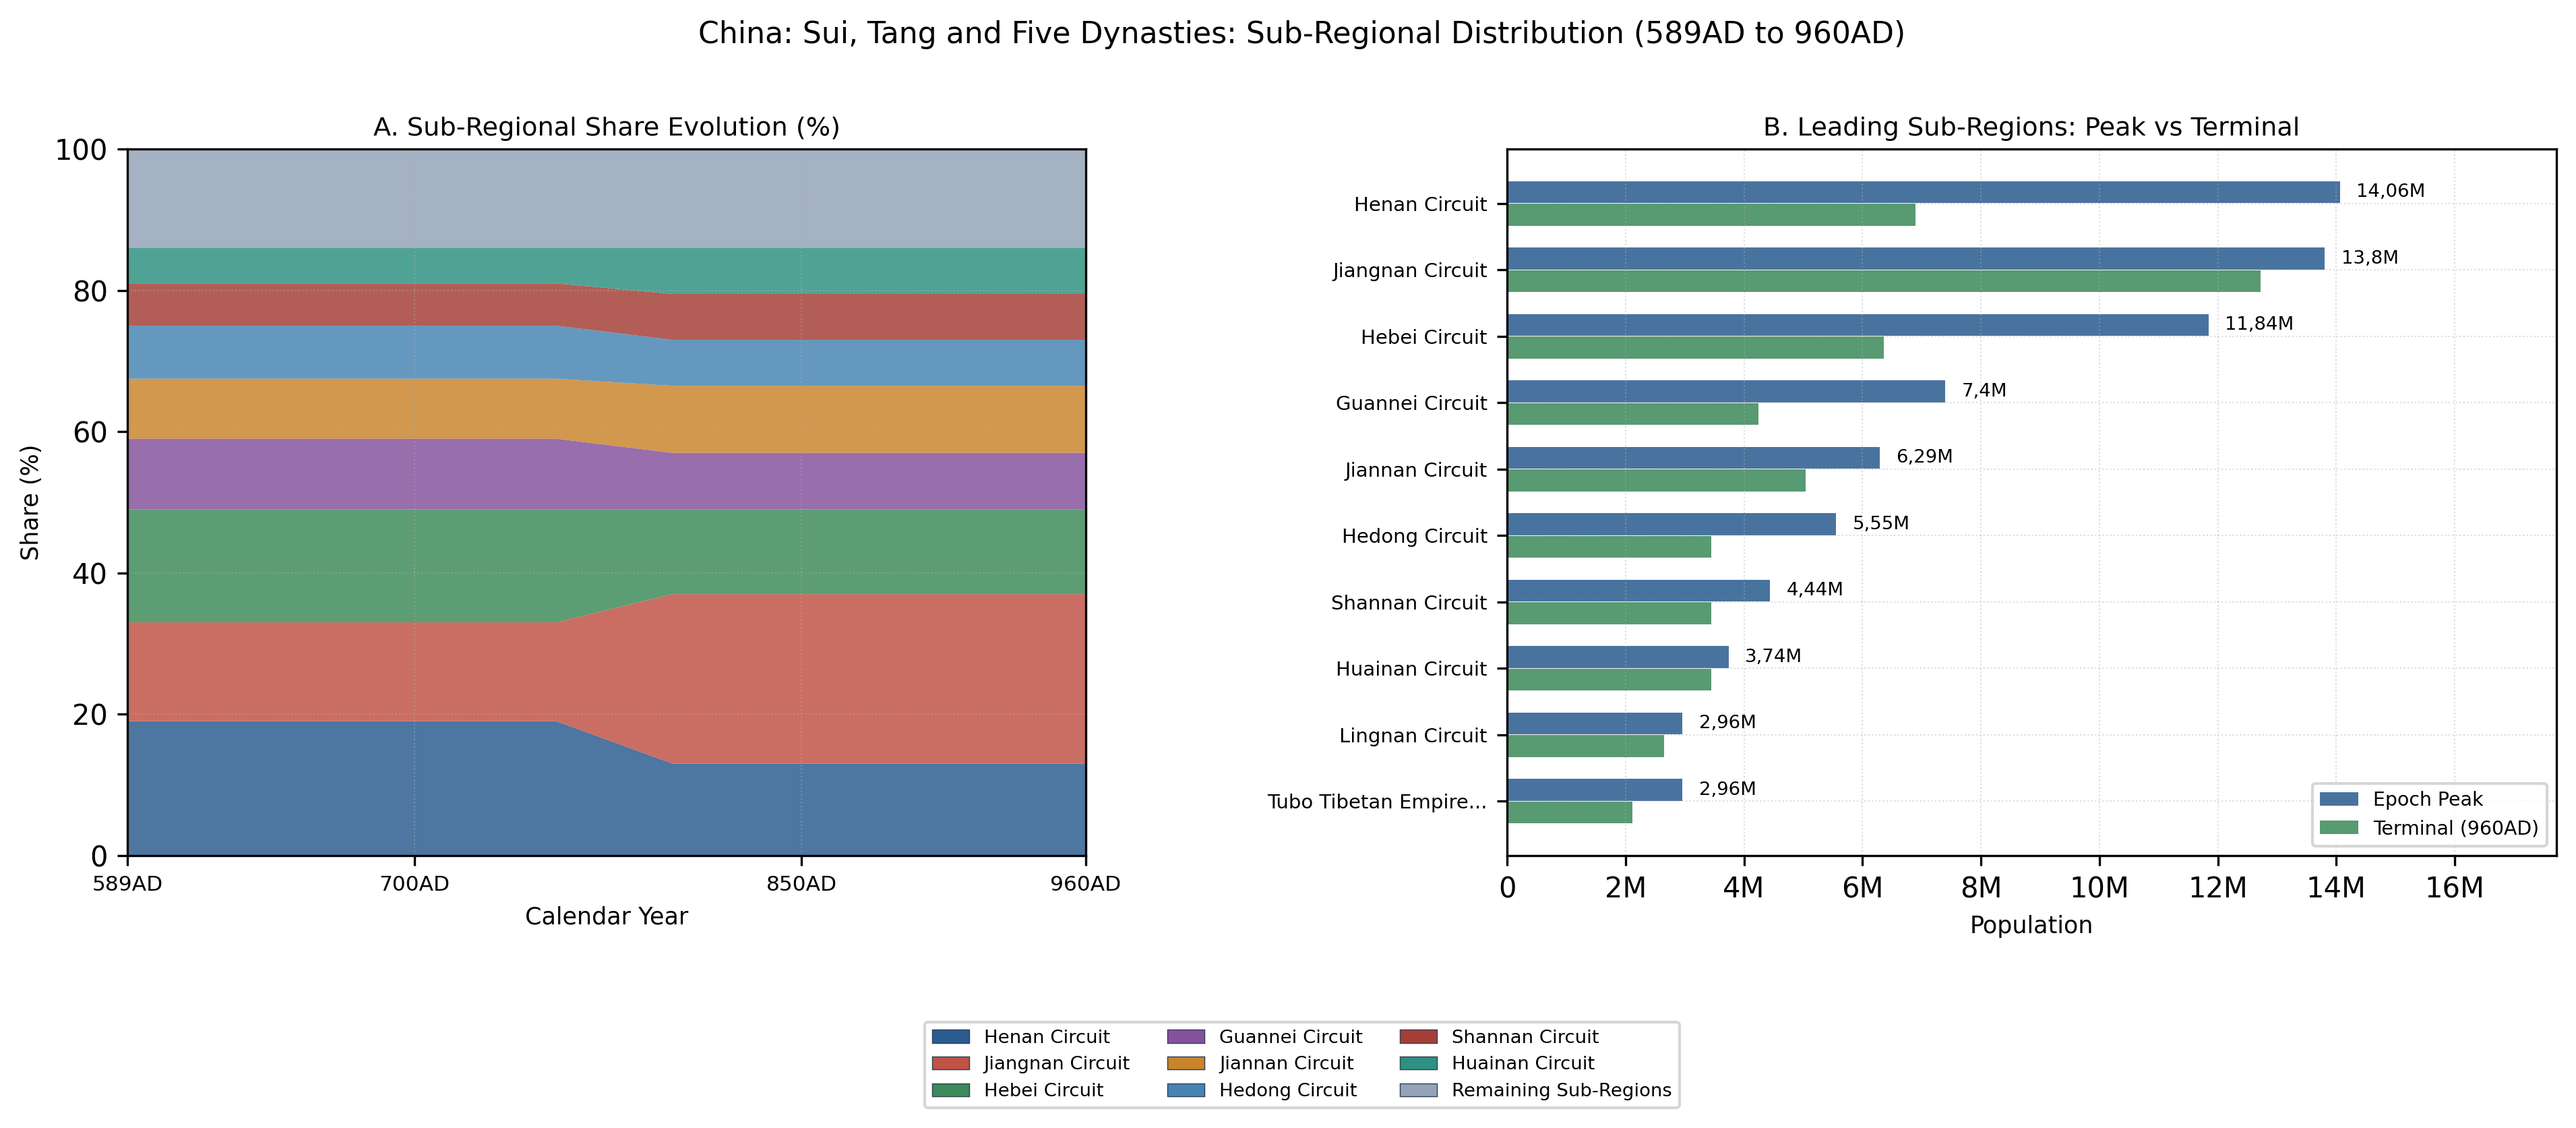 China: Sui, Tang and Five Dynasties: Sub-Regional Distribution (589AD to 960AD)
A. Sub-Regional Share Evolution (%)
100
80
60
40
20
0
Share (%)
589AD
700AD
850AD
960AD
Calendar Year
B. Leading Sub-Regions: Peak vs Terminal
Henan Circuit
14,06M
Jiangnan Circuit
13,8M
Hebei Circuit
11,84M
Guannei Circuit
7,4M
Jiannan Circuit
6,29M
Hedong Circuit
5,55M
Shannan Circuit
4,44M
Huainan Circuit
3,74M
Lingnan Circuit
2,96M
Tubo Tibetan Empire...
2,96M
Epoch Peak
Terminal (960AD)
0
2M
4M
6M
8M
10M
12M
14M
16M
Population
Henan Circuit
Jiangnan Circuit
Hebei Circuit
Guannei Circuit
Jiannan Circuit
Hedong Circuit
Shannan Circuit
Huainan Circuit
Remaining Sub-Regions